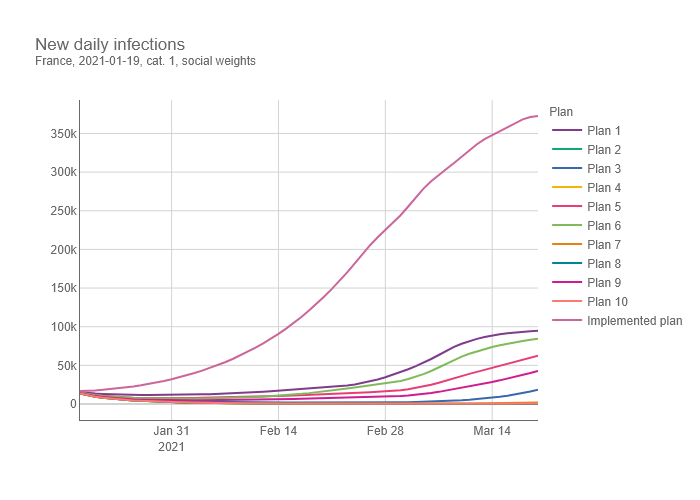 New daily infections
France, 2021-01-19, cat. 1, social weights
350k
300k
250k
200k
150k
100k
50k
0
Jan 31
2021
Feb 14
Feb 28
Mar 14
Plan
Plan 1
Plan 2
Plan 3
Plan 4
Plan 5
Plan 6
Plan 7
Plan 8
Plan 9
Plan 10
Implemented plan